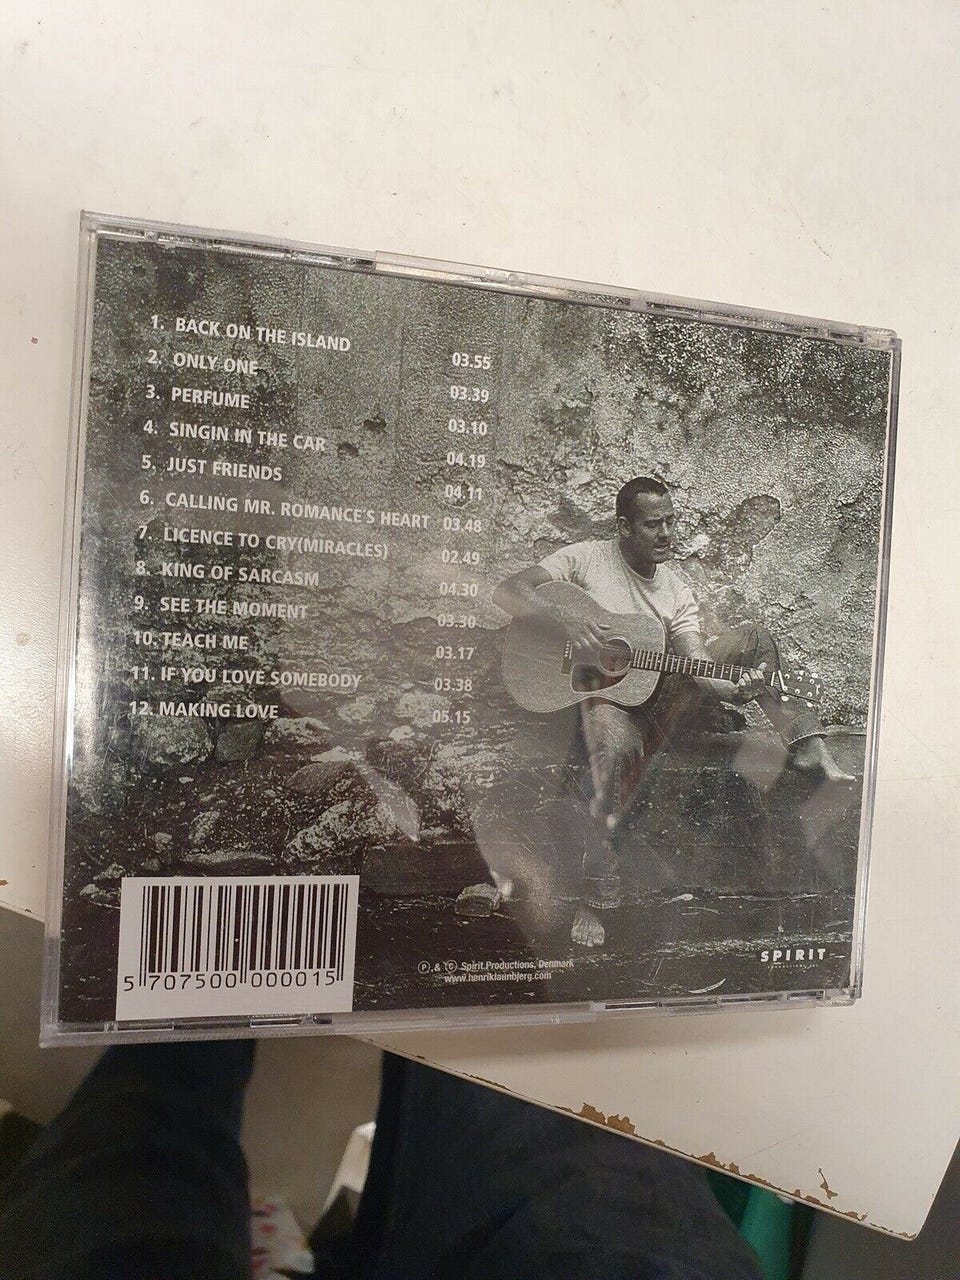 1. BACK ON THE ISLAND 03.55
2. ONLY ONE 03.39
3. PERFUME 03.10
4. SINGIN IN THE CAR 04.19
5. JUST FRIENDS 04.11
6. CALLING MR. ROMANCE'S HEART 03.48
7. LICENCE TO CRY(MIRACLES) 02.49
8. KING OF SARCASM 04.30
9. SEE THE MOMENT 03.30
10. TEACH ME 03.17
11. IF YOU LOVE SOMEBODY 03.38
12. MAKING LOVE 05.15
5 707500 000015
Ⓟ & © Spirit Productions, Denmark
www.henriklaunbjerg.com
SPIRIT